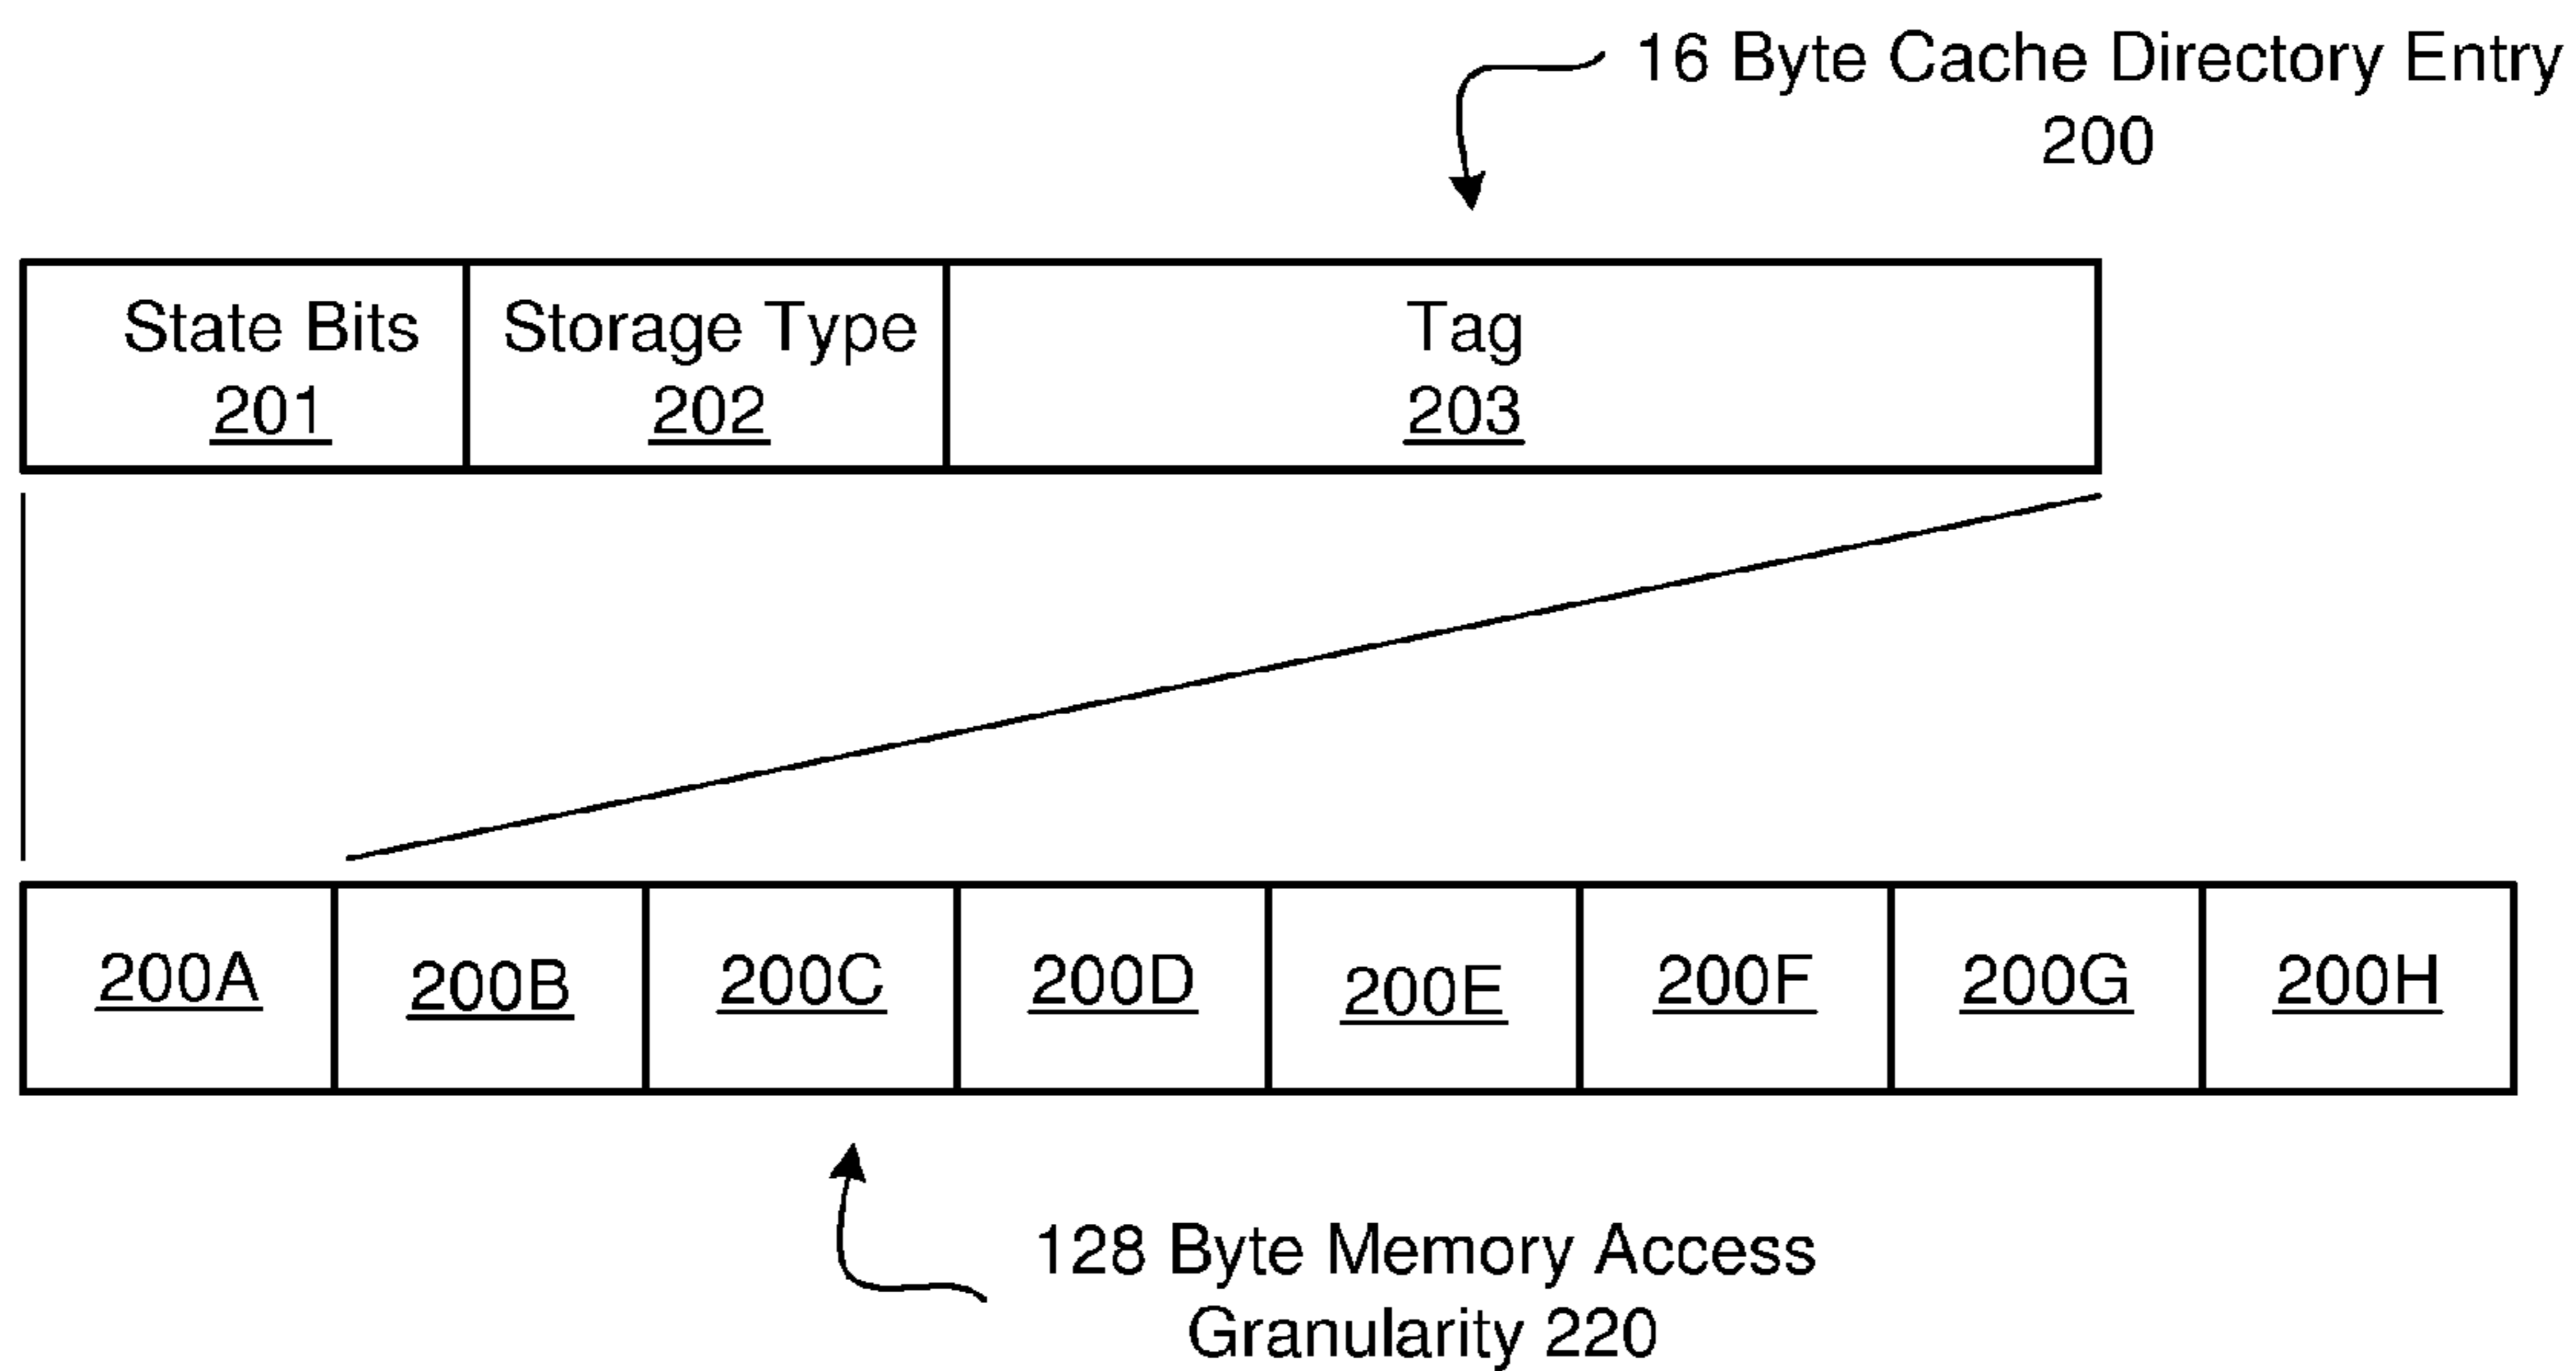 16 Byte Cache Directory Entry
200
State Bits
201
Storage Type
202
Tag
203
200A
200B
200C
200D
200E
200F
200G
200H
128 Byte Memory Access
Granularity 220